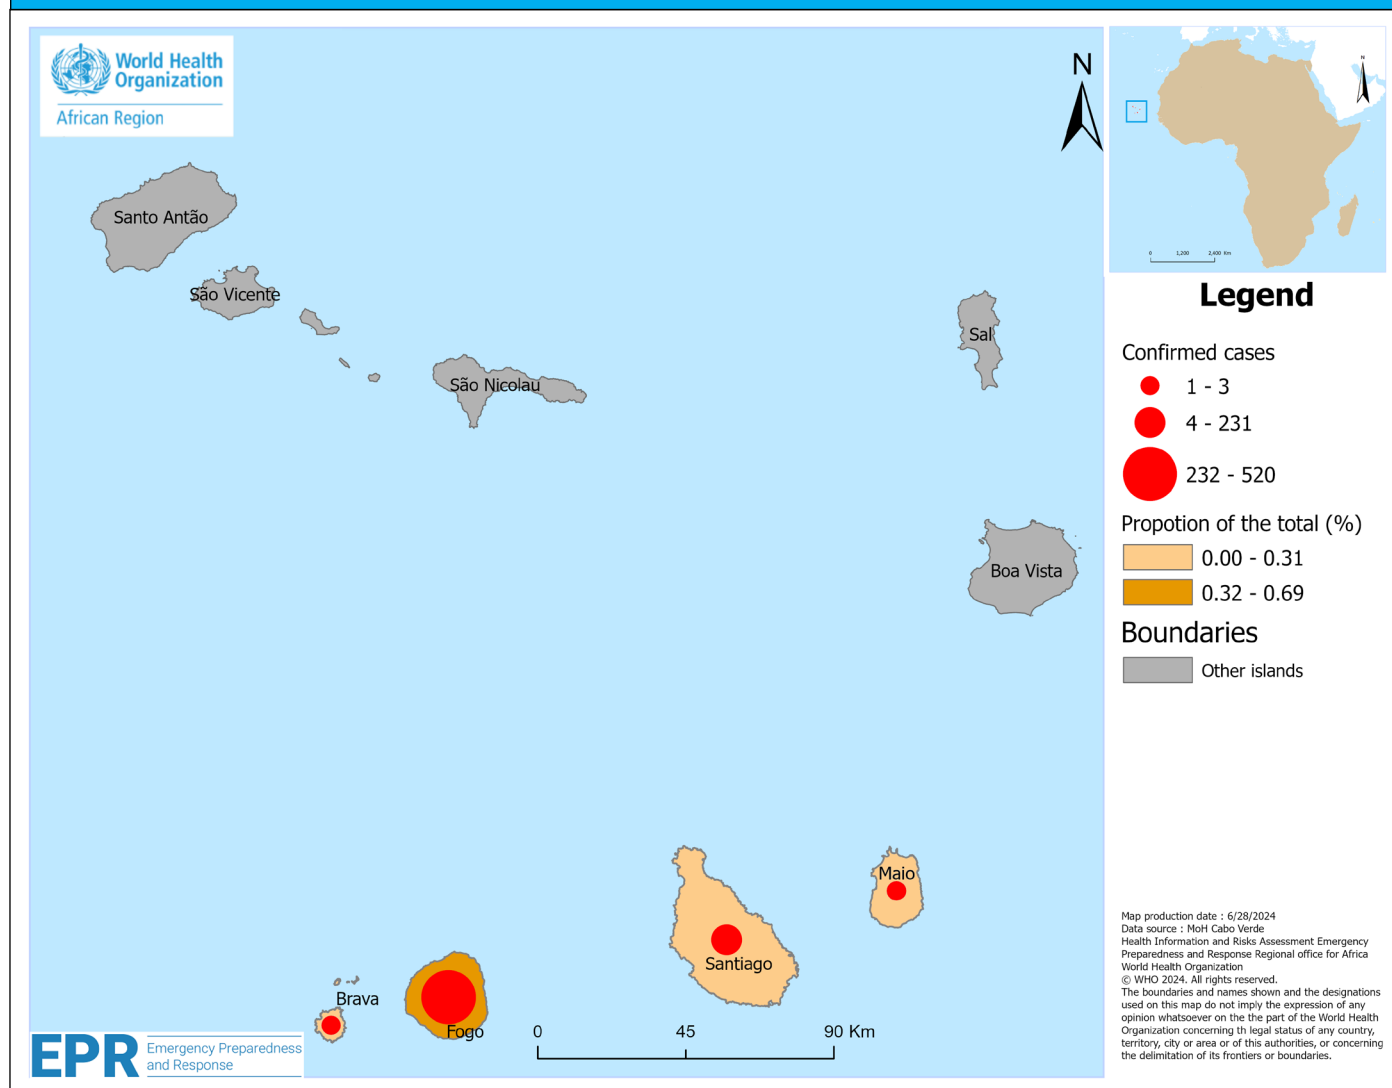 World Health
Organization
African Region
N
N
0 1,200 2,400 Km
Santo Antão
São Vicente
São Nicolau
Sal
Boa Vista
Maio
Santiago
Brava
Fogo
0 45 90 Km
EPR
Emergency Preparedness
and Response
Legend
Confirmed cases
1 - 3
4 - 231
232 - 520
Propotion of the total (%)
0.00 - 0.31
0.32 - 0.69
Boundaries
Other islands
Map production date : 6/28/2024
Data source : MoH Cabo Verde
Health Information and Risks Assessment Emergency
Preparedness and Response Regional office for Africa
World Health Organization
© WHO 2024. All rights reserved.
The boundaries and names shown and the designations
used on this map do not imply the expression of any
opinion whatsoever on the the part of the World Health
Organization concerning th legal status of any country,
territory, city or area or of this authorities, or concerning
the delimitation of its frontiers or boundaries.